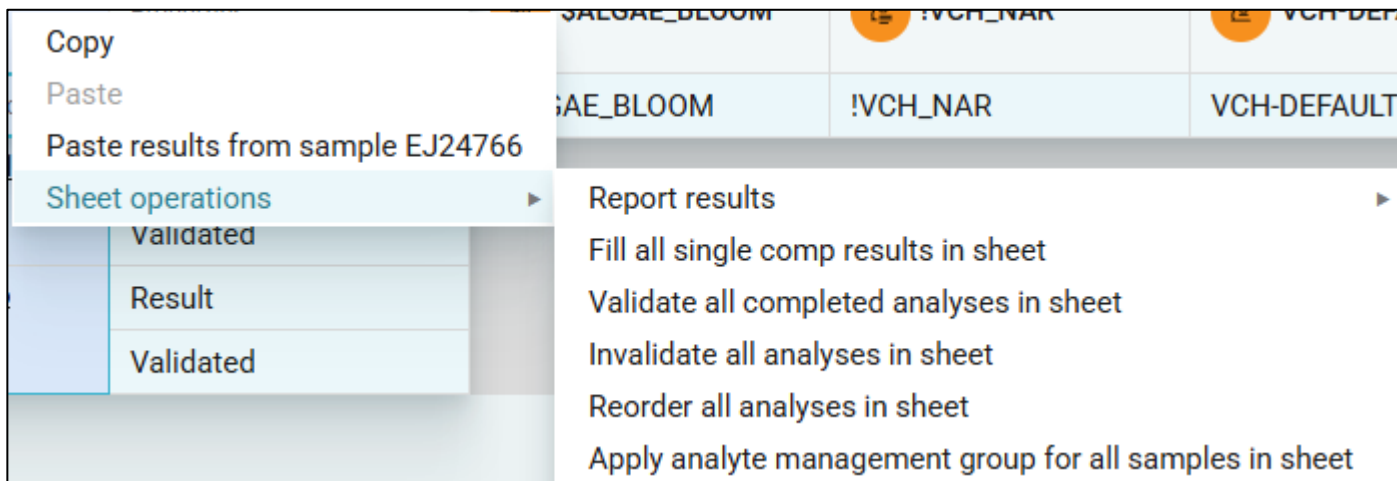 $ALGAE_BLOOM !VCH_NAR
Copy
Paste
GAE_BLOOM !VCH_NAR VCH-DEFAULT
Paste results from sample EJ24766
Sheet operations
Validated
Result
Validated
Report results
Fill all single comp results in sheet
Validate all completed analyses in sheet
Invalidate all analyses in sheet
Reorder all analyses in sheet
Apply analyte management group for all samples in sheet